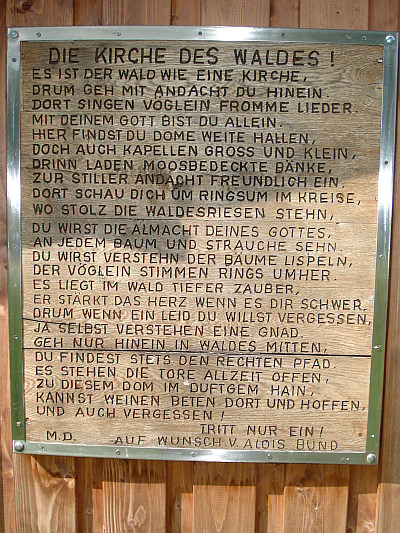 DIE KIRCHE DES WALDES !
ES IST DER WALD WIE EINE KIRCHE,
DRUM GEH MIT ANDACHT DU HINEIN.
DORT SINGEN VÖGLEIN FROMME LIEDER.
MIT DEINEM GOTT BIST DU ALLEIN.
HIER FINDST DU DOME WEITE HALLEN,
DOCH AUCH KAPELLEN GROSS UND KLEIN,
DRINN LADEN MOOSBEDECKTE BÄNKE,
ZUR STILLER ANDACHT FREUNDLICH EIN.
DORT SCHAU DICH UM RINGSUM IM KREISE,
WO STOLZ DIE WALDESRIESEN STEHN,
DU WIRST DIE ALMACHT DEINES GOTTES,
AN JEDEM BAUM UND STRAUCHE SEHN.
DU WIRST VERSTEHN DER BÄUME LISPELN,
DER VÖGLEIN STIMMEN RINGS UMHER.
ES LIEGT IM WALD TIEFER ZAUBER,
ER STÄRKT DAS HERZ WENN ES DIR SCHWER,
DRUM WENN EIN LEID DU WILLST VERGESSEN,
JA SELBST VERSTEHEN EINE GNAD.
GEH NUR HINEIN IN WALDES MITTEN,
DU FINDEST STETS DEN RECHTEN PFAD.
ES STEHEN DIE TORE ALLZEIT OFFEN,
ZU DIESEM DOM IM DUFTGEM HAIN,
KANNST WEINEN BETEN DORT UND HOFFEN,
UND AUCH VERGESSEN !
TRITT NUR EIN!
M.D. AUF WUNSCH V. ALOIS BUND